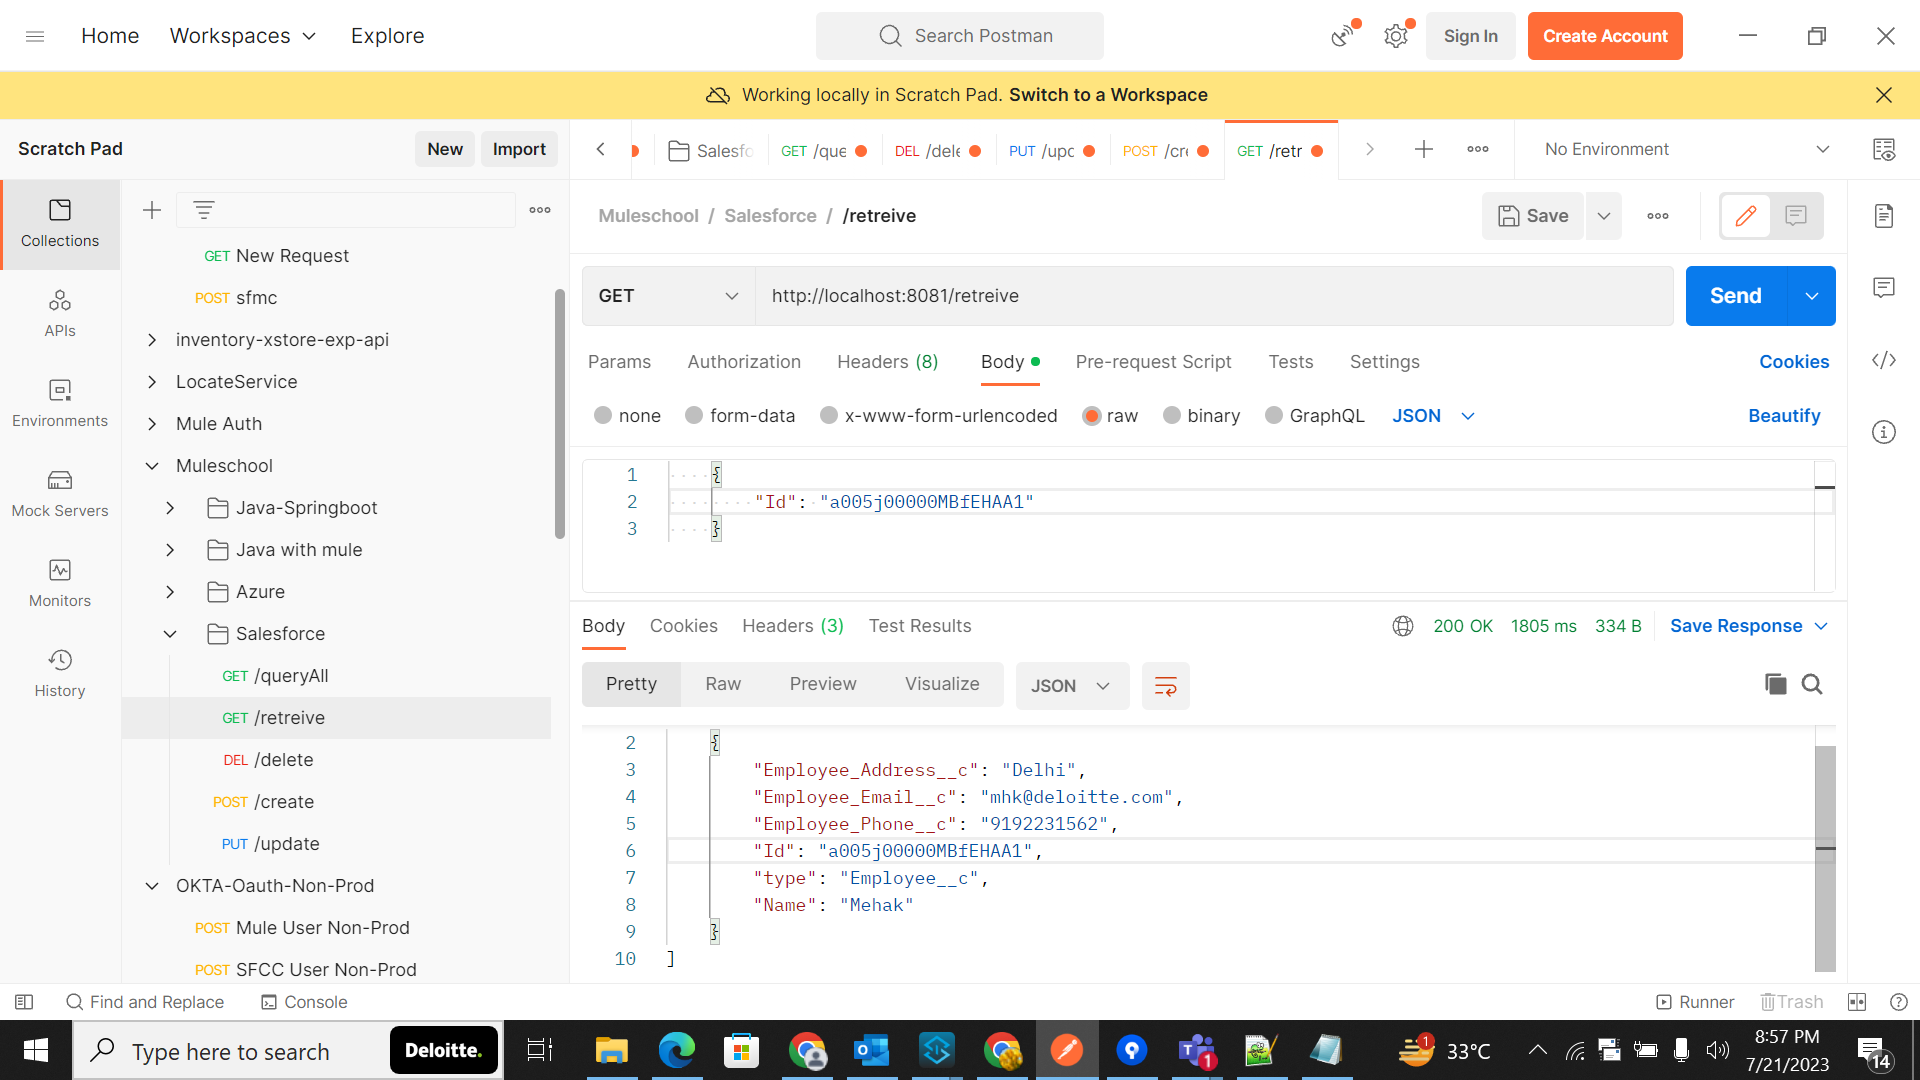 Home
Workspaces
Explore
Search Postman
Sign In
Create Account
Working locally in Scratch Pad. Switch to a Workspace
Scratch Pad
New
Import
Salesfo
GET /que
DEL /dele
PUT /upd
POST /cre
GET /retr
No Environment
Collections
APIs
Environments
Mock Servers
Monitors
History
GET New Request
POST sfmc
inventory-xstore-exp-api
LocateService
Mule Auth
Muleschool
Java-Springboot
Java with mule
Azure
Salesforce
GET /queryAll
GET /retreive
DEL /delete
POST /create
PUT /update
OKTA-Oauth-Non-Prod
POST Mule User Non-Prod
POST SFCC User Non-Prod
Muleschool / Salesforce / /retreive
Save
GET
http://localhost:8081/retreive
Send
Params
Authorization
Headers (8)
Body
Pre-request Script
Tests
Settings
Cookies
none
form-data
x-www-form-urlencoded
raw
binary
GraphQL
JSON
Beautify
1 {
2 "Id": "a005j00000MBfEHAA1"
3 }
Body
Cookies
Headers (3)
Test Results
200 OK
1805 ms
334 B
Save Response
Pretty
Raw
Preview
Visualize
JSON
2 {
3 "Employee_Address__c": "Delhi",
4 "Employee_Email__c": "mhk@deloitte.com",
5 "Employee_Phone__c": "9192231562",
6 "Id": "a005j00000MBfEHAA1",
7 "type": "Employee__c",
8 "Name": "Mehak"
9 }
10 ]
Find and Replace
Console
Runner
Trash
Type here to search
Deloitte.
1
1
33°C
8:57 PM
7/21/2023
14